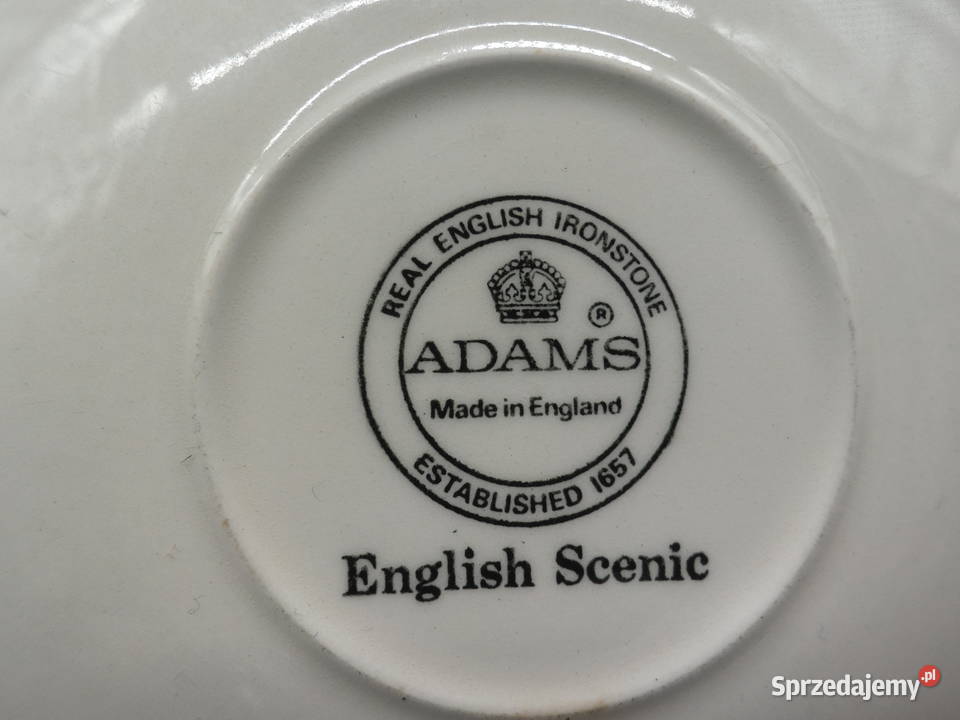 REAL ENGLISH IRONSTONE
®
ADAMS
Made in England
ESTABLISHED 1657
English Scenic
Sprzedajemy.pl